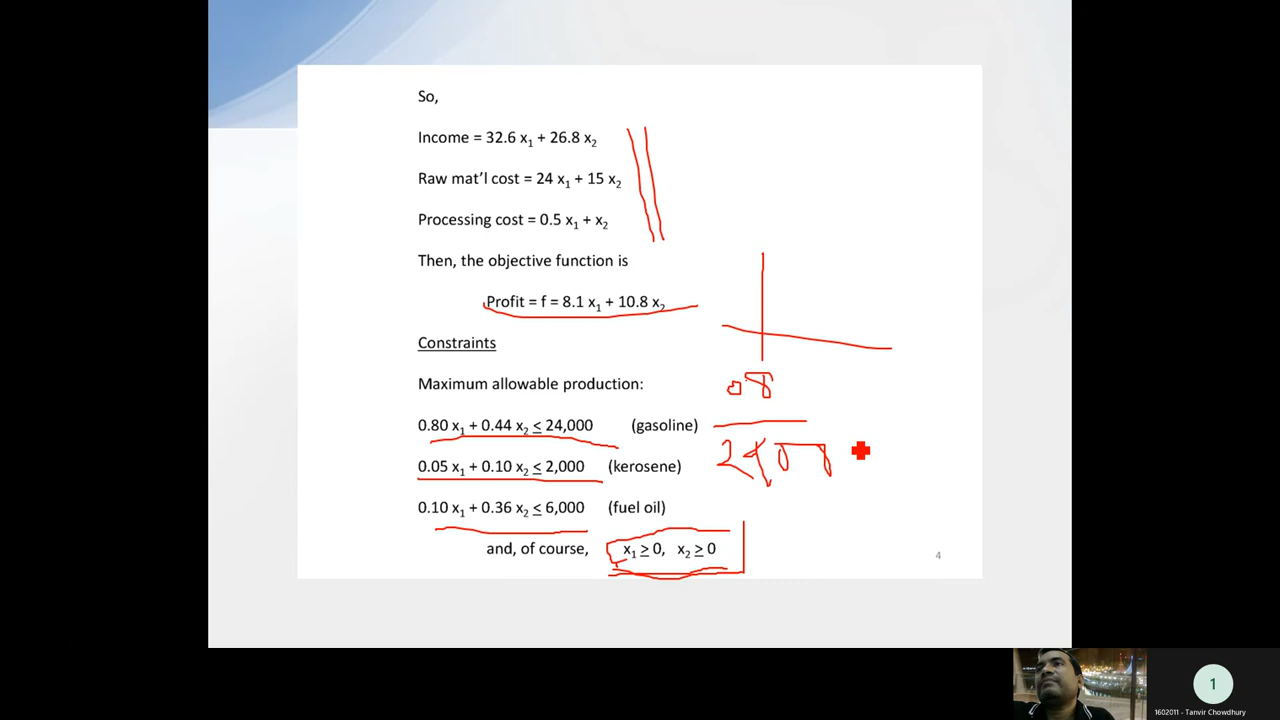 So,
Income = 32.6 x₁ + 26.8 x₂
Raw mat’l cost = 24 x₁ + 15 x₂
Processing cost = 0.5 x₁ + x₂
Then, the objective function is
Profit = f = 8.1 x₁ + 10.8 x₂
Constraints
Maximum allowable production:
0.80 x₁ + 0.44 x₂ ≤ 24,000 (gasoline)
0.05 x₁ + 0.10 x₂ ≤ 2,000 (kerosene)
0.10 x₁ + 0.36 x₂ ≤ 6,000 (fuel oil)
and, of course, x₁ ≥ 0, x₂ ≥ 0
4
1
1602011 - Tanvir Chowdhury